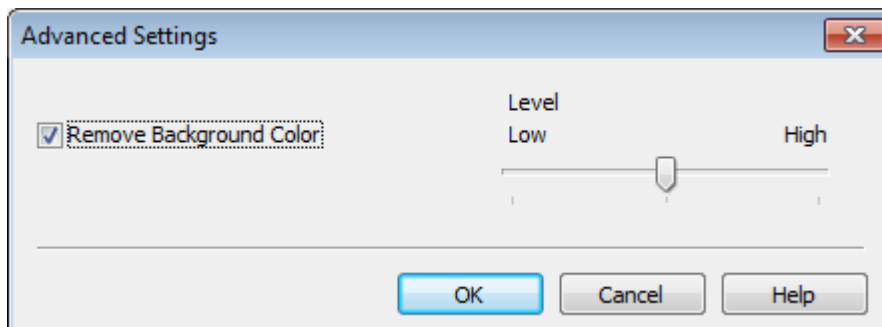 Advanced Settings
Level
Remove Background Color
Low High
OK Cancel Help